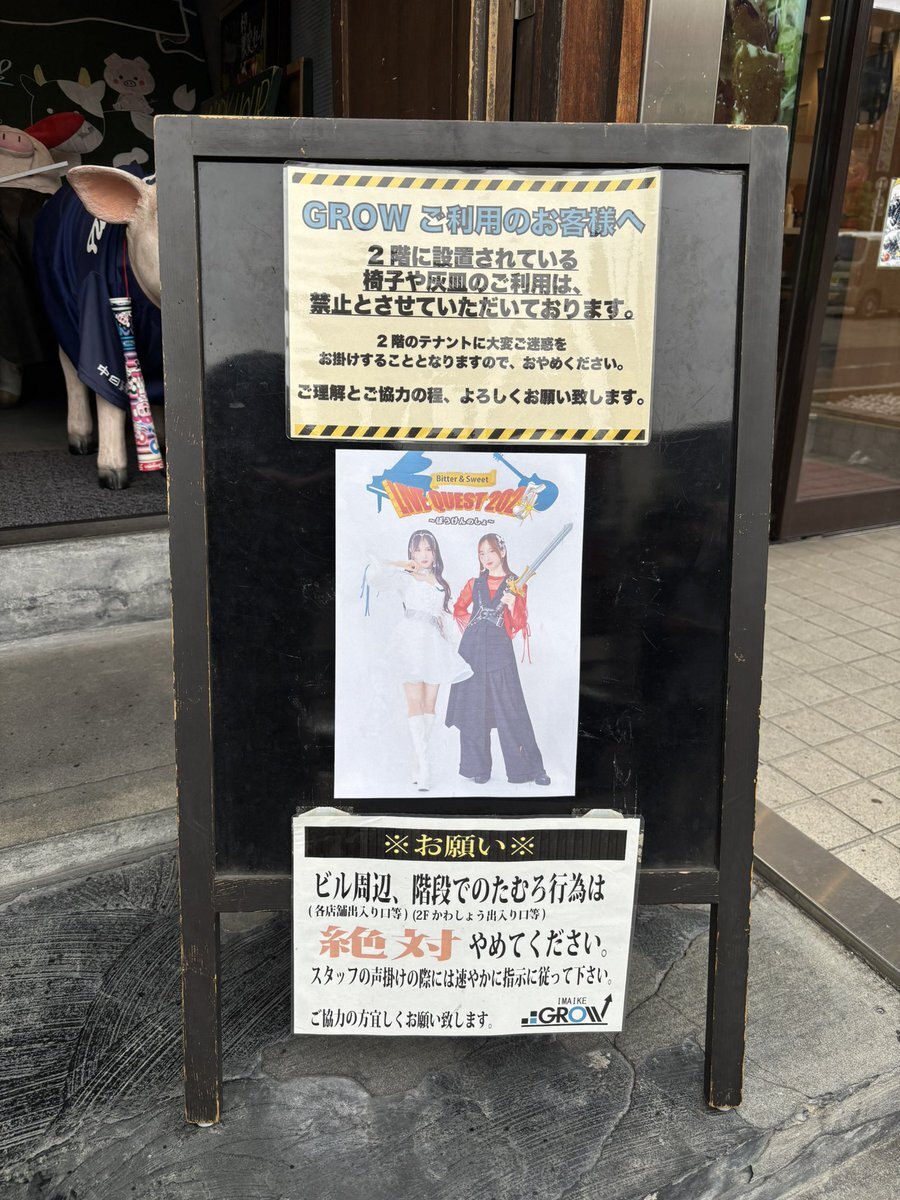 GROW ご利用のお客様へ
2階に設置されている
椅子や灰皿のご利用は、
禁止とさせていただいております。
2階のテナントに大変ご迷惑を
お掛けすることとなりますので、おやめください。
ご理解とご協力の程、よろしくお願い致します。
Bitter & Sweet
LIVE QUEST
~ぼうけんのしょ~
※お願い※
ビル周辺、階段でのたむろ行為は
(各店舗出入り口等) (2F かわしょう出入り口等)
絶対 やめてください。
スタッフの声掛けの際には速やかに指示に従って下さい。
ご協力の方宜しくお願い致します。
IMAIKE
GROW